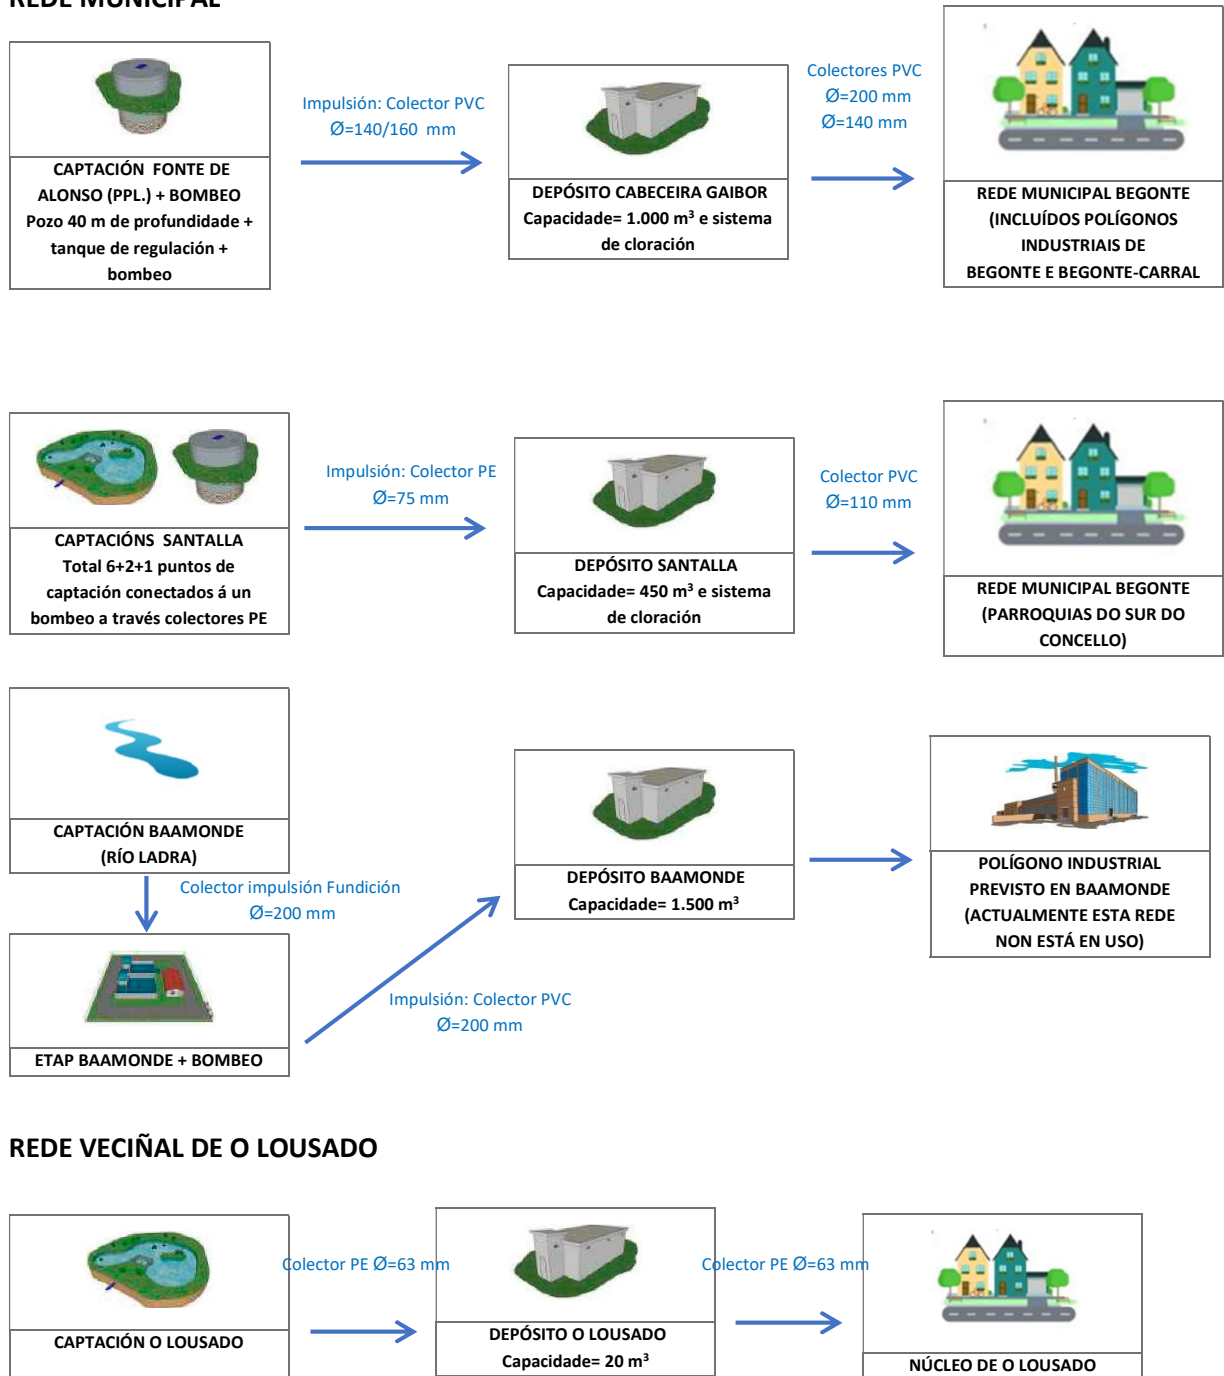 REDE MUNICIPAL
Impulsión: Colector PVC
Ø=140/160 mm
Colectores PVC
Ø=200 mm
Ø=140 mm
CAPTACIÓN FONTE DE
ALONSO (PPL.) + BOMBEO
Pozo 40 m de profundidade +
tanque de regulación +
bombeo
DEPÓSITO CABECEIRA GAIBOR
Capacidade= 1.000 m³ e sistema
de cloración
REDE MUNICIPAL BEGONTE
(INCLUÍDOS POLÍGONOS
INDUSTRIAIS DE
BEGONTE E BEGONTE-CARRAL
Impulsión: Colector PE
Ø=75 mm
Colector PVC
Ø=110 mm
CAPTACIÓNS SANTALLA
Total 6+2+1 puntos de
captación conectados á un
bombeo a través colectores PE
DEPÓSITO SANTALLA
Capacidade= 450 m³ e sistema
de cloración
REDE MUNICIPAL BEGONTE
(PARROQUIAS DO SUR DO
CONCELLO)
CAPTACIÓN BAAMONDE
(RÍO LADRA)
Colector impulsión Fundición
Ø=200 mm
DEPÓSITO BAAMONDE
Capacidade= 1.500 m³
POLÍGONO INDUSTRIAL
PREVISTO EN BAAMONDE
(ACTUALMENTE ESTA REDE
NON ESTÁ EN USO)
Impulsión: Colector PVC
Ø=200 mm
ETAP BAAMONDE + BOMBEO
REDE VECIÑAL DE O LOUSADO
Colector PE Ø=63 mm
Colector PE Ø=63 mm
CAPTACIÓN O LOUSADO
DEPÓSITO O LOUSADO
Capacidade= 20 m³
NÚCLEO DE O LOUSADO